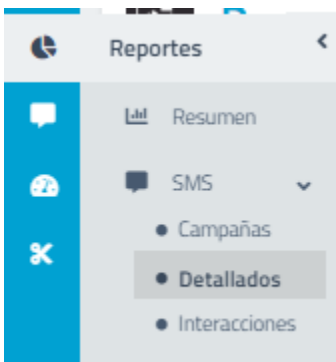 Reportes
Resumen
SMS
Campañas
Detallados
Interacciones